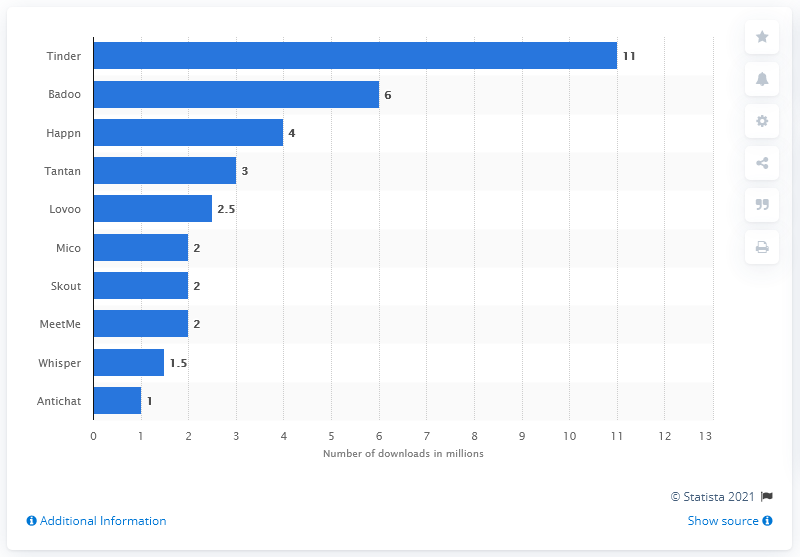 Tinder 11
Badoo 6
Happn 4
Tantan 3
Lovoo 2.5
Mico 2
Skout 2
MeetMe 2
Whisper 1.5
Antichat 1
0 1 2 3 4 5 6 7 8 9 10 11 12 13
Number of downloads in millions
© Statista 2021
Additional Information Show source